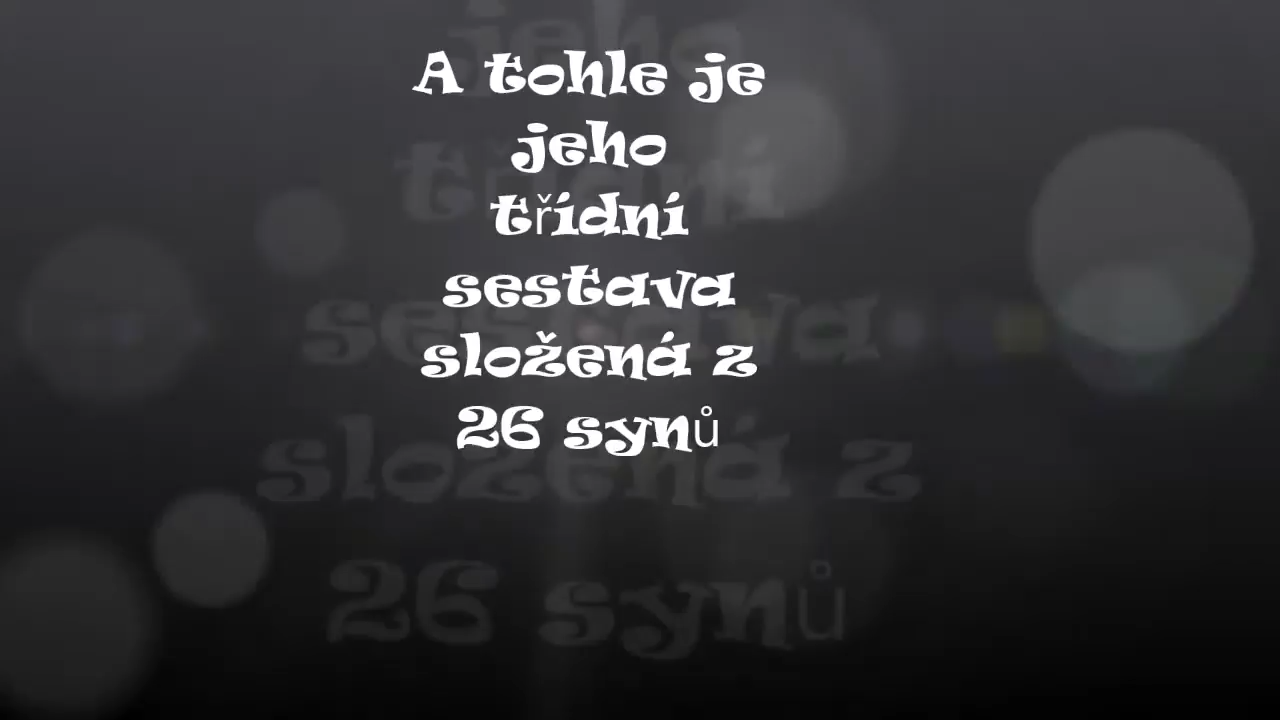 A tohle je
jeho
třídní
sestava
složená z
26 synů